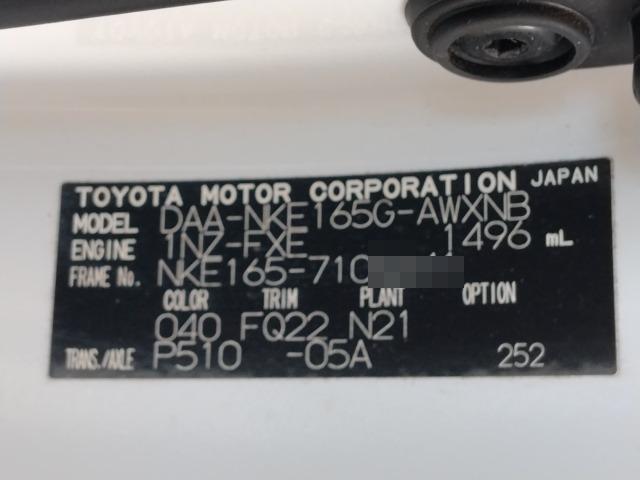 TOYOTA MOTOR CORPORATION JAPAN
MODEL DAA-NKE165G-AWXNB
ENGINE 1NZ-FXE 1496 mL
FRAME No. NKE165-710
COLOR TRIM PLANT OPTION
040 FQ22 N21
TRANS./AXLE P510 -05A 252